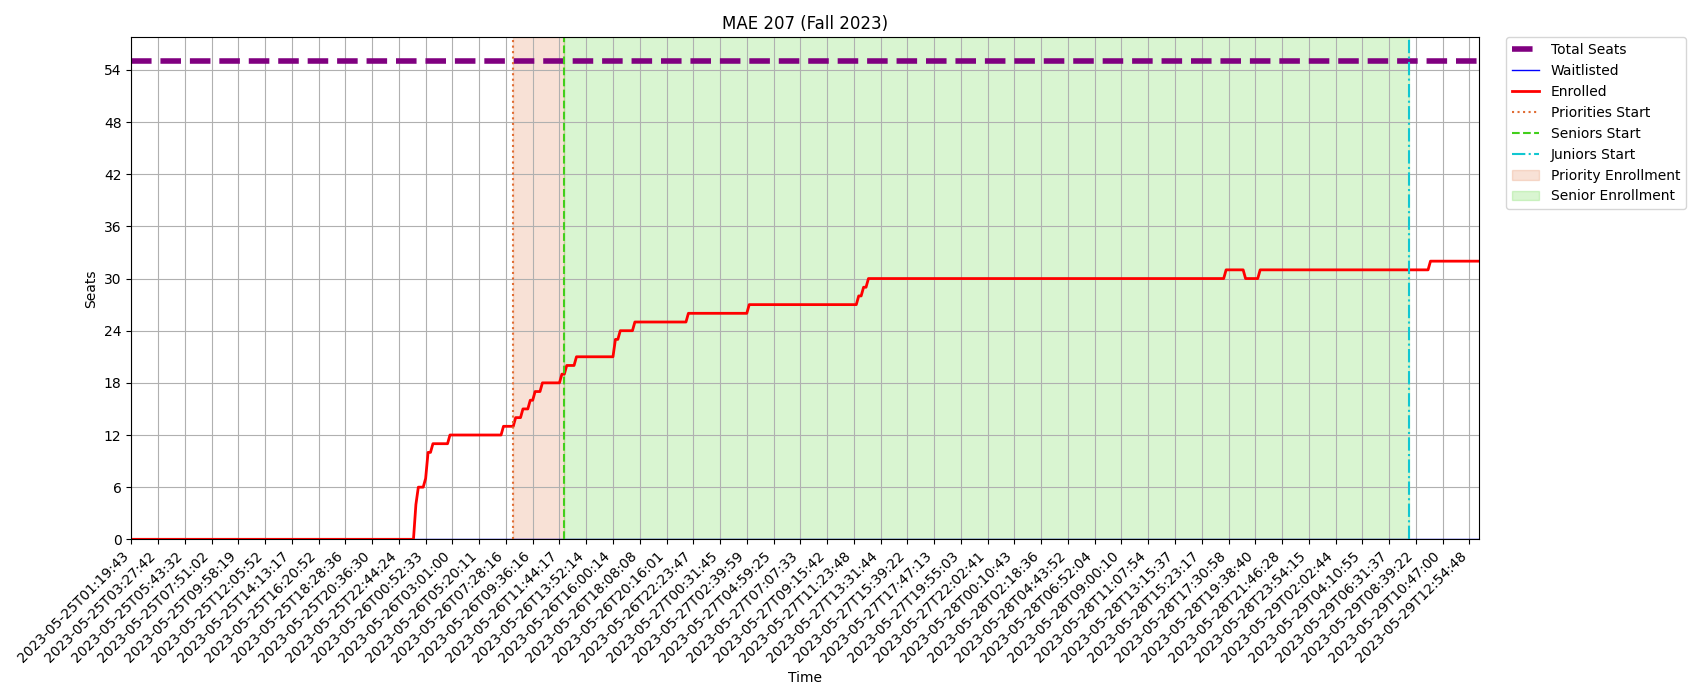 MAE 207 (Fall 2023)
Total Seats
Waitlisted
Enrolled
Priorities Start
Seniors Start
Juniors Start
Priority Enrollment
Senior Enrollment
Seats
54
48
42
36
30
24
18
12
6
0
2023-05-25T01:19:43
2023-05-25T03:27:42
2023-05-25T05:43:32
2023-05-25T07:51:02
2023-05-25T09:58:19
2023-05-25T12:05:52
2023-05-25T14:13:17
2023-05-25T16:20:52
2023-05-25T18:28:36
2023-05-25T20:36:30
2023-05-25T22:44:24
2023-05-26T00:52:33
2023-05-26T03:01:00
2023-05-26T05:20:11
2023-05-26T07:28:16
2023-05-26T09:36:16
2023-05-26T11:44:17
2023-05-26T13:52:14
2023-05-26T16:00:14
2023-05-26T18:08:08
2023-05-26T20:16:01
2023-05-26T22:23:47
2023-05-27T00:31:45
2023-05-27T02:39:59
2023-05-27T04:59:25
2023-05-27T07:07:33
2023-05-27T09:15:42
2023-05-27T11:23:48
2023-05-27T13:31:44
2023-05-27T15:39:22
2023-05-27T17:47:13
2023-05-27T19:55:03
2023-05-27T22:02:41
2023-05-28T00:10:43
2023-05-28T02:18:36
2023-05-28T04:43:52
2023-05-28T06:52:04
2023-05-28T09:00:10
2023-05-28T11:07:54
2023-05-28T13:15:37
2023-05-28T15:23:17
2023-05-28T17:30:58
2023-05-28T19:38:40
2023-05-28T21:46:28
2023-05-28T23:54:15
2023-05-29T02:02:44
2023-05-29T04:10:55
2023-05-29T06:31:37
2023-05-29T08:39:22
2023-05-29T10:47:00
2023-05-29T12:54:48
Time